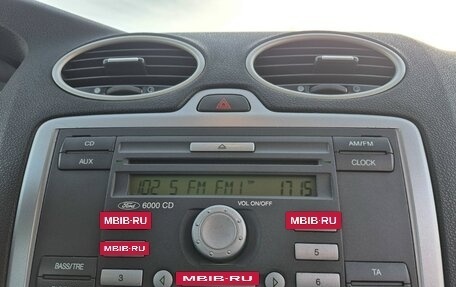 CD
AM/FM
AUX
CLOCK
102.5 FM FM1 17:15
Ford 6000 CD VOL ON/OFF
MBIB-RU
MBIB-RU
MBIB-RU
5
BASS/TRE
3
MBIB-RU
6
TA